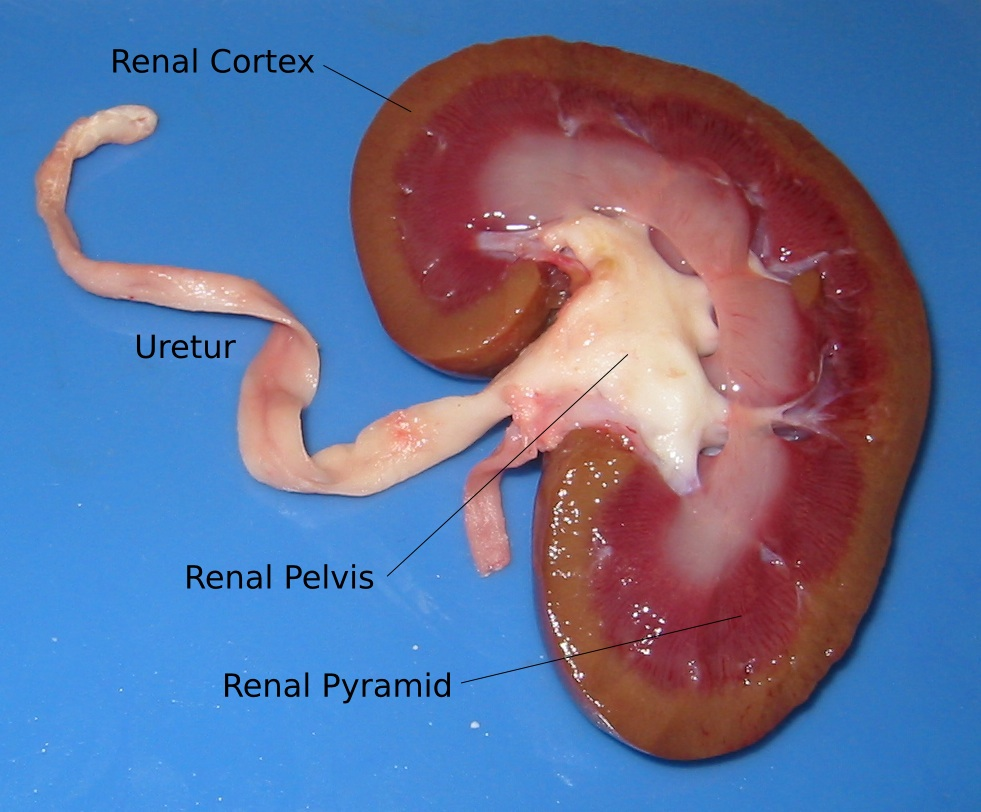 Renal Cortex
Uretur
Renal Pelvis
Renal Pyramid